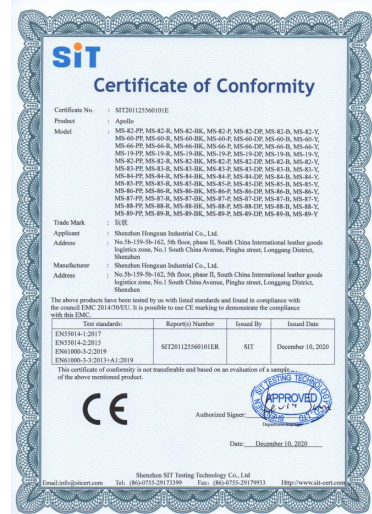 SiT
Certificate of Conformity
Certificate No. : SIT201125560101E
Product : Apollo
Model : MS-82-PP, MS-82-R, MS-82-BK, MS-82-P, MS-82-DP, MS-82-B, MS-82-Y,
MS-60-PP, MS-60-R, MS-60-BK, MS-60-P, MS-60-DP, MS-60-B, MS-60-Y,
MS-66-PP, MS-66-R, MS-66-BK, MS-66-P, MS-66-DP, MS-66-B, MS-66-Y,
MS-19-PP, MS-19-R, MS-19-BK, MS-19-P, MS-19-DP, MS-19-B, MS-19-Y,
MS-82-PP, MS-82-R, MS-82-BK, MS-82-P, MS-82-DP, MS-82-B, MS-82-Y,
MS-83-PP, MS-83-R, MS-83-BK, MS-83-P, MS-83-DP, MS-83-B, MS-83-Y,
MS-84-PP, MS-84-R, MS-84-BK, MS-84-P, MS-84-DP, MS-84-B, MS-84-Y,
MS-85-PP, MS-85-R, MS-85-BK, MS-85-P, MS-85-DP, MS-85-B, MS-85-Y,
MS-86-PP, MS-86-R, MS-86-BK, MS-86-P, MS-86-DP, MS-86-B, MS-86-Y,
MS-87-PP, MS-87-R, MS-87-BK, MS-87-P, MS-87-DP, MS-87-B, MS-87-Y,
MS-88-PP, MS-88-R, MS-88-BK, MS-88-P, MS-88-DP, MS-88-B, MS-88-Y,
MS-89-PP, MS-89-R, MS-89-BK, MS-89-P, MS-89-DP, MS-89-B, MS-89-Y
Trade Mark :
Applicant : Shenzhen Hongxun Industrial Co., Ltd.
Address : No.5b-159-5b-162, 5th floor, phase II, South China International leather goods
logistics zone, No.1 South China Avenue, Pinghu street, Longgang District,
Shenzhen
Manufacturer : Shenzhen Hongxun Industrial Co., Ltd.
Address : No.5b-159-5b-162, 5th floor, phase II, South China International leather goods
logistics zone, No.1 South China Avenue, Pinghu street, Longgang District,
Shenzhen
The above products have been tested by us with listed standards and found in compliance with
the council EMC 2014/30/EU. It is possible to use CE marking to demonstrate the compliance
with this EMC.
Test standards: Report(s) Number Issued By Issued Date
EN55014-1:2017
EN55014-2:2015
EN61000-3-2:2019
EN61000-3-3:2013+A1:2019
SIT201125560101ER SIT December 10, 2020
This certificate of conformity is not transferable and based on an evaluation of a sample
of the above mentioned product.
CE
Authorized Signer:
SIT TESTING TECHNOLOGY
APPROVED
Department Manager
Date: December 10, 2020
Shenzhen SIT Testing Technology Co., Ltd
Email:info@sitcert.com Tel: (86)-0755-29173399 Fax: (86)-0755-29179933 Http://www.sit-cert.com